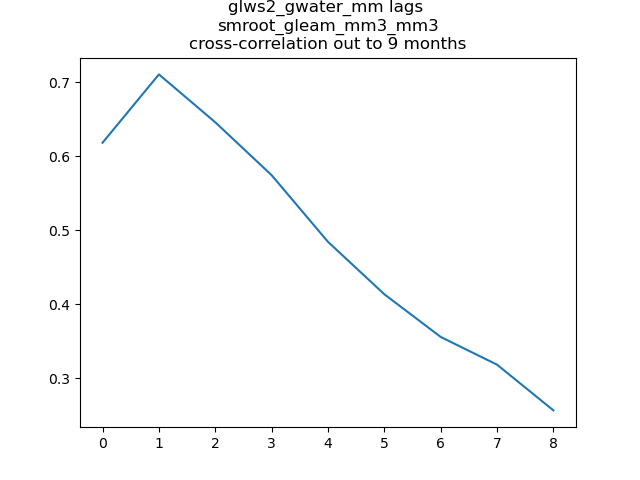 glws2_gwater_mm lags
smroot_gleam_mm3_mm3
cross-correlation out to 9 months
0.7
0.6
0.5
0.4
0.3
0 1 2 3 4 5 6 7 8